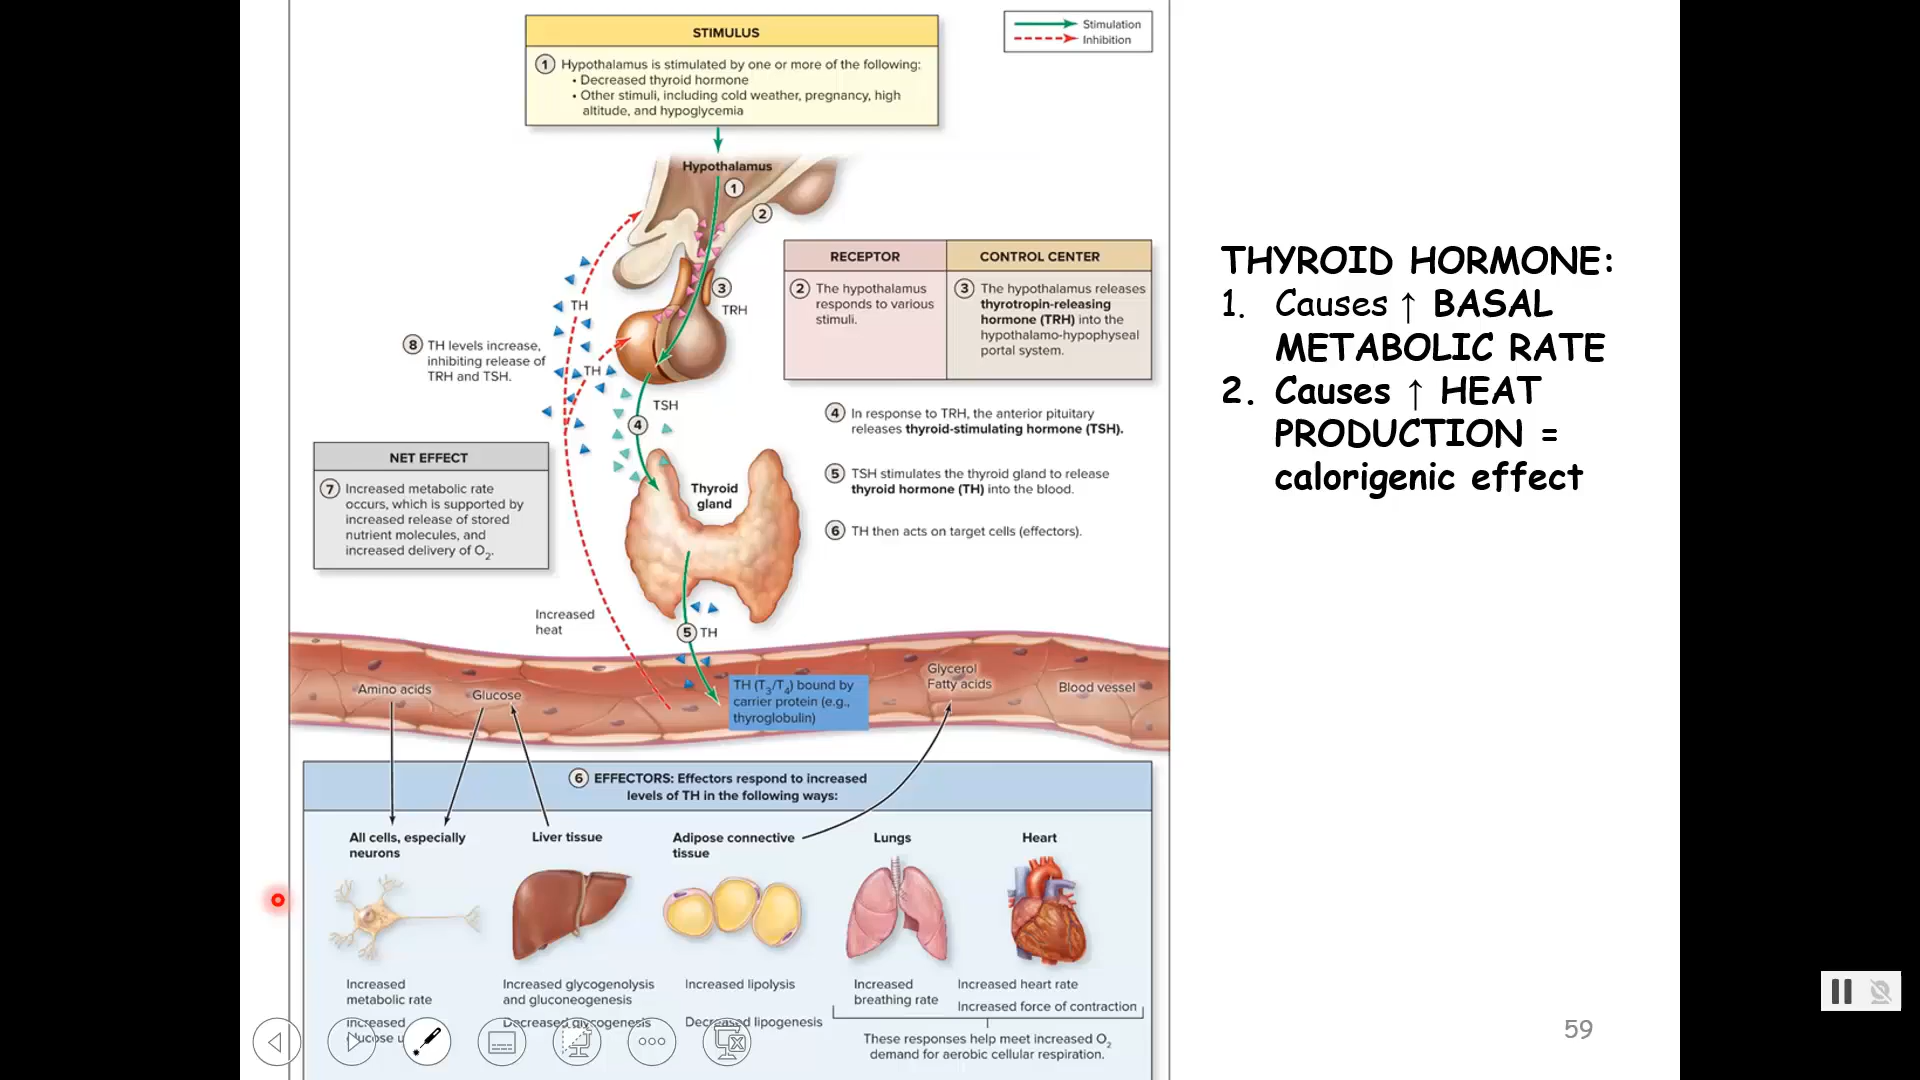 STIMULUS
① Hypothalamus is stimulated by one or more of the following:
• Decreased thyroid hormone
• Other stimuli, including cold weather, pregnancy, high
altitude, and hypoglycemia
Stimulation
Inhibition
Hypothalamus
1
2
3
TRH
RECEPTOR
② The hypothalamus
responds to various
stimuli.
CONTROL CENTER
③ The hypothalamus releases
thyrotropin-releasing
hormone (TRH) into the
hypothalamo-hypophyseal
portal system.
TH
TH
⑧ TH levels increase,
inhibiting release of
TRH and TSH.
TSH
4
④ In response to TRH, the anterior pituitary
releases thyroid-stimulating hormone (TSH).
⑤ TSH stimulates the thyroid gland to release
thyroid hormone (TH) into the blood.
⑥ TH then acts on target cells (effectors).
NET EFFECT
⑦ Increased metabolic rate
occurs, which is supported by
increased release of stored
nutrient molecules, and
increased delivery of O₂.
Thyroid
gland
Increased
heat
5 TH
Amino acids
Glucose
TH (T₃/T₄) bound by
carrier protein (e.g.,
thyroglobulin)
Glycerol
Fatty acids
Blood vessel
⑥ EFFECTORS: Effectors respond to increased
levels of TH in the following ways:
All cells, especially
neurons
Liver tissue
Adipose connective
tissue
Lungs
Heart
Increased
metabolic rate
Increased
Increased glycogenolysis
and gluconeogenesis
Decreased glycogenesis
Increased lipolysis
Decreased lipogenesis
Increased
breathing rate
Increased heart rate
Increased force of contraction
These responses help meet increased O₂
demand for aerobic cellular respiration.
THYROID HORMONE:
1. Causes ↑ BASAL
METABOLIC RATE
2. Causes ↑ HEAT
PRODUCTION =
calorigenic effect
59